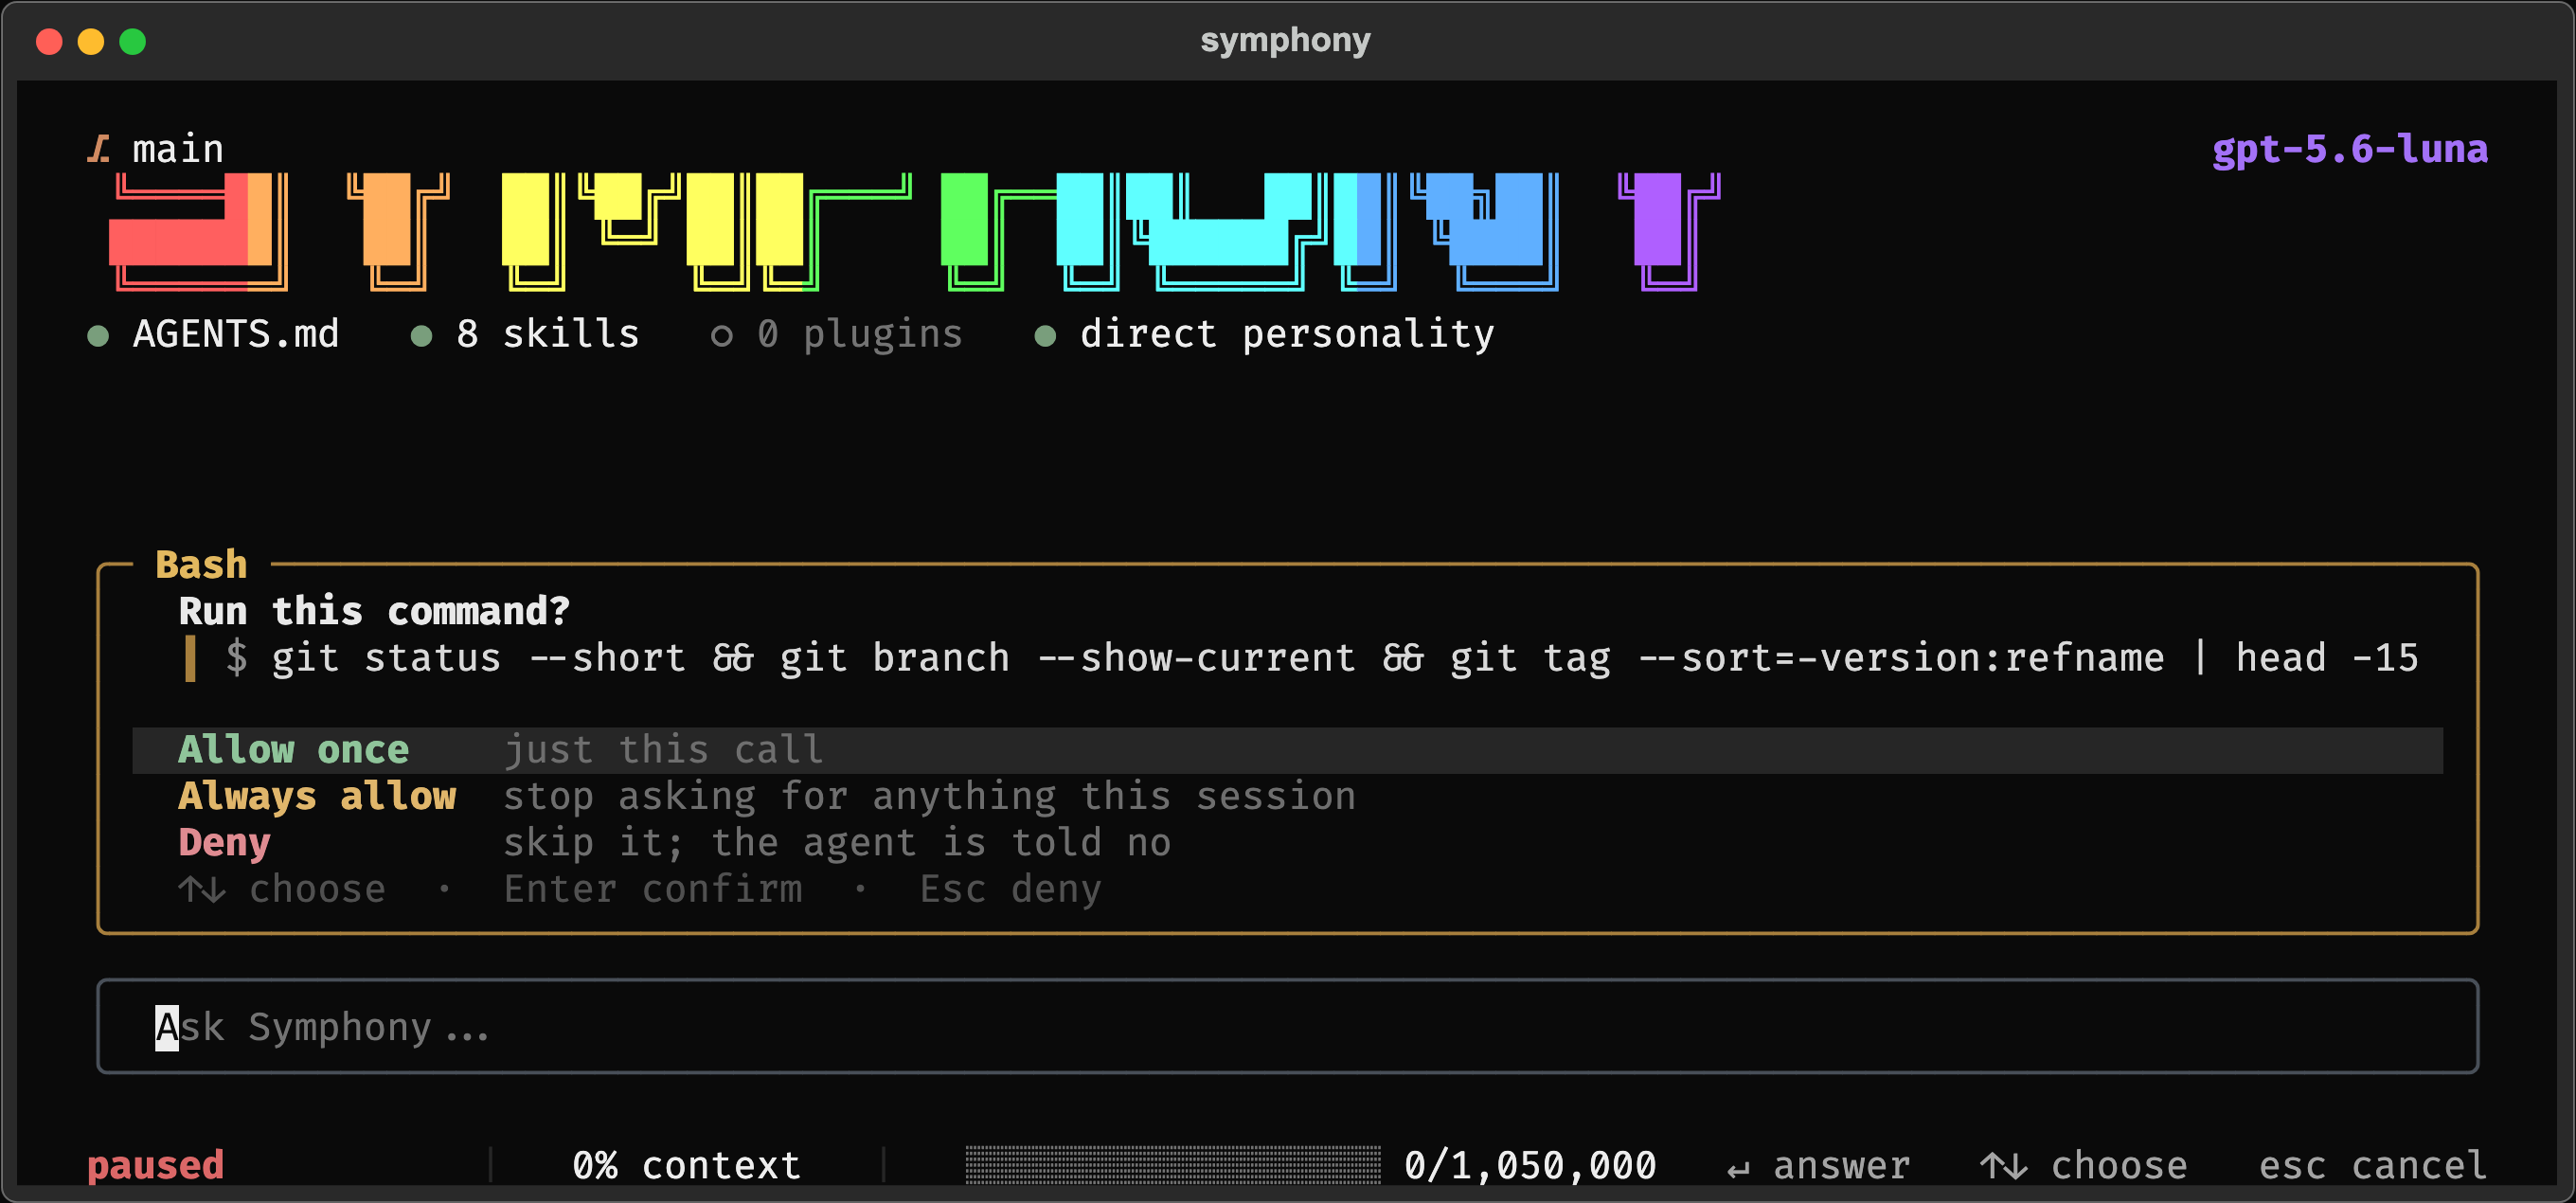 symphony
main
gpt-5.6-luna
AGENTS.md 8 skills 0 plugins direct personality
Bash
Run this command?
$ git status --short && git branch --show-current && git tag --sort=-version:refname | head -15
Allow once just this call
Always allow stop asking for anything this session
Deny skip it; the agent is told no
↑↓ choose · Enter confirm · Esc deny
Ask Symphony...
paused 0% context 0/1,050,000 ↵ answer ↑↓ choose esc cancel